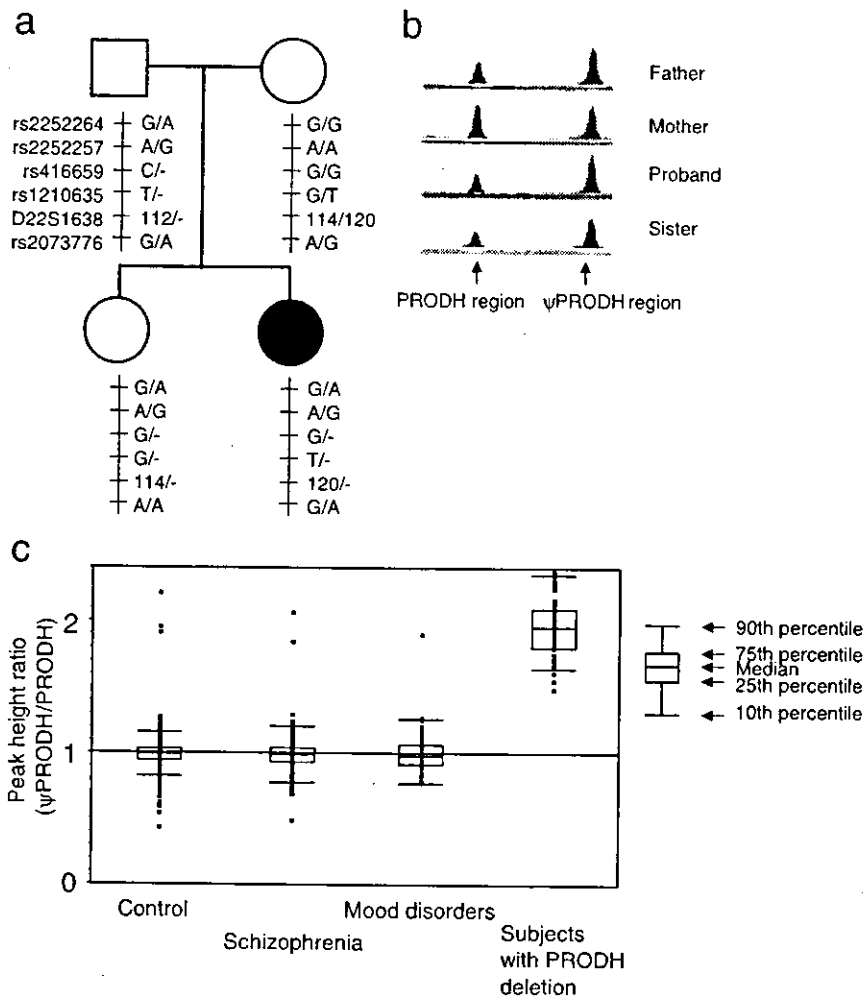 a
rs2252264 G/A G/G
rs2252257 A/G A/A
rs416659 C/- G/G
rs1210635 T/- G/T
D22S1638 112/- 114/120
rs2073776 G/A A/G
G/A G/A
A/G A/G
G/- G/-
G/- T/-
114/- 120/-
A/A G/A
b
Father
Mother
Proband
Sister
PRODH region ψPRODH region
c
Peak height ratio
(ψPRODH/PRODH)
2
1
0
Control
Schizophrenia
Mood disorders
Subjects
with PRODH
deletion
90th percentile
75th percentile
Median
25th percentile
10th percentile